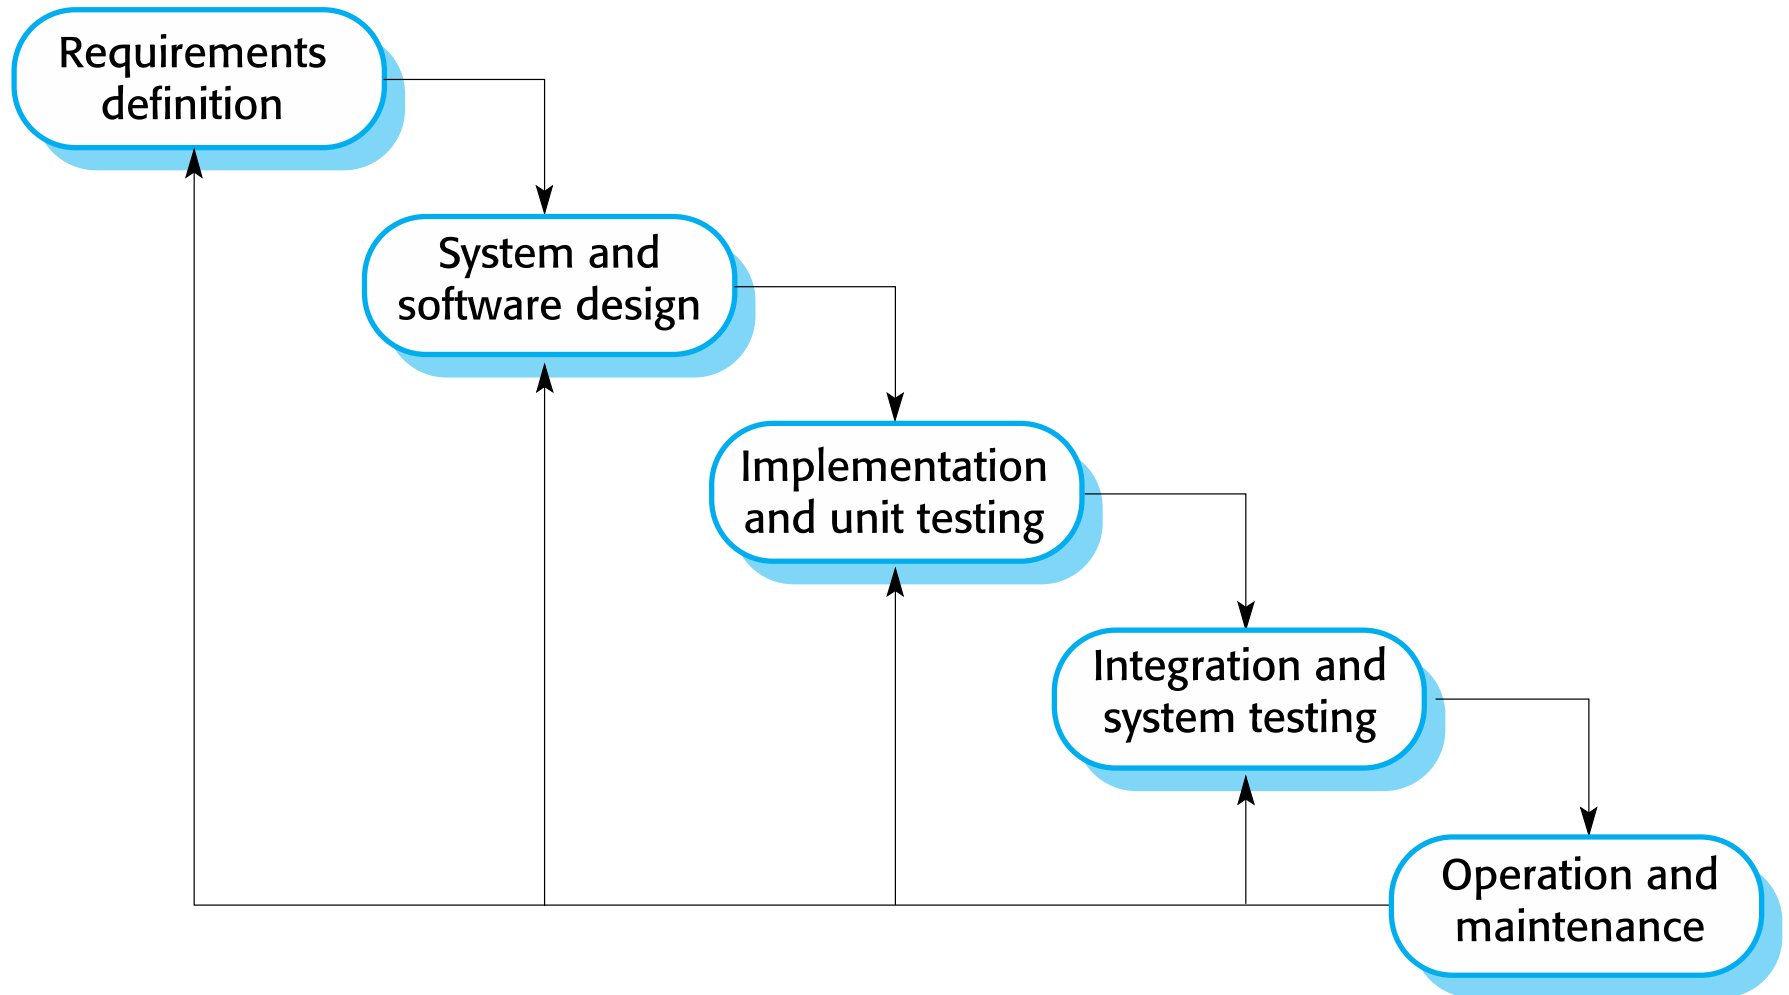 Requirements
definition
System and
software design
Implementation
and unit testing
Integration and
system testing
Operation and
maintenance